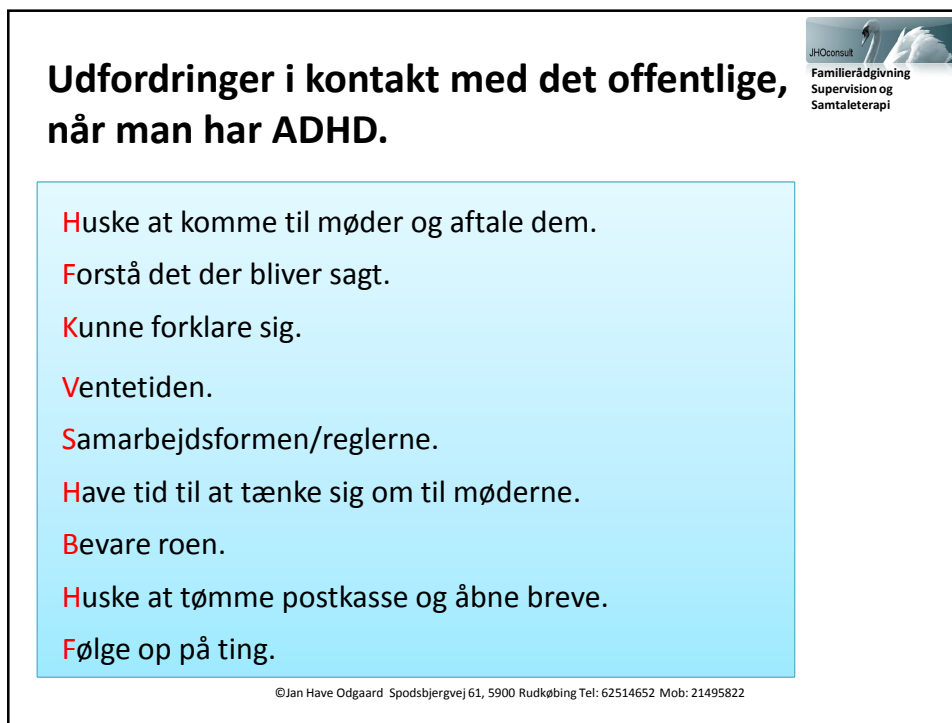 JHOconsult
Familierådgivning
Supervision og
Samtaleterapi
Udfordringer i kontakt med det offentlige,
når man har ADHD.
Huske at komme til møder og aftale dem.
Forstå det der bliver sagt.
Kunne forklare sig.
Ventetiden.
Samarbejdsformen/reglerne.
Have tid til at tænke sig om til møderne.
Bevare roen.
Huske at tømme postkasse og åbne breve.
Følge op på ting.
©Jan Have Odgaard Spodsbjergvej 61, 5900 Rudkøbing Tel: 62514652 Mob: 21495822